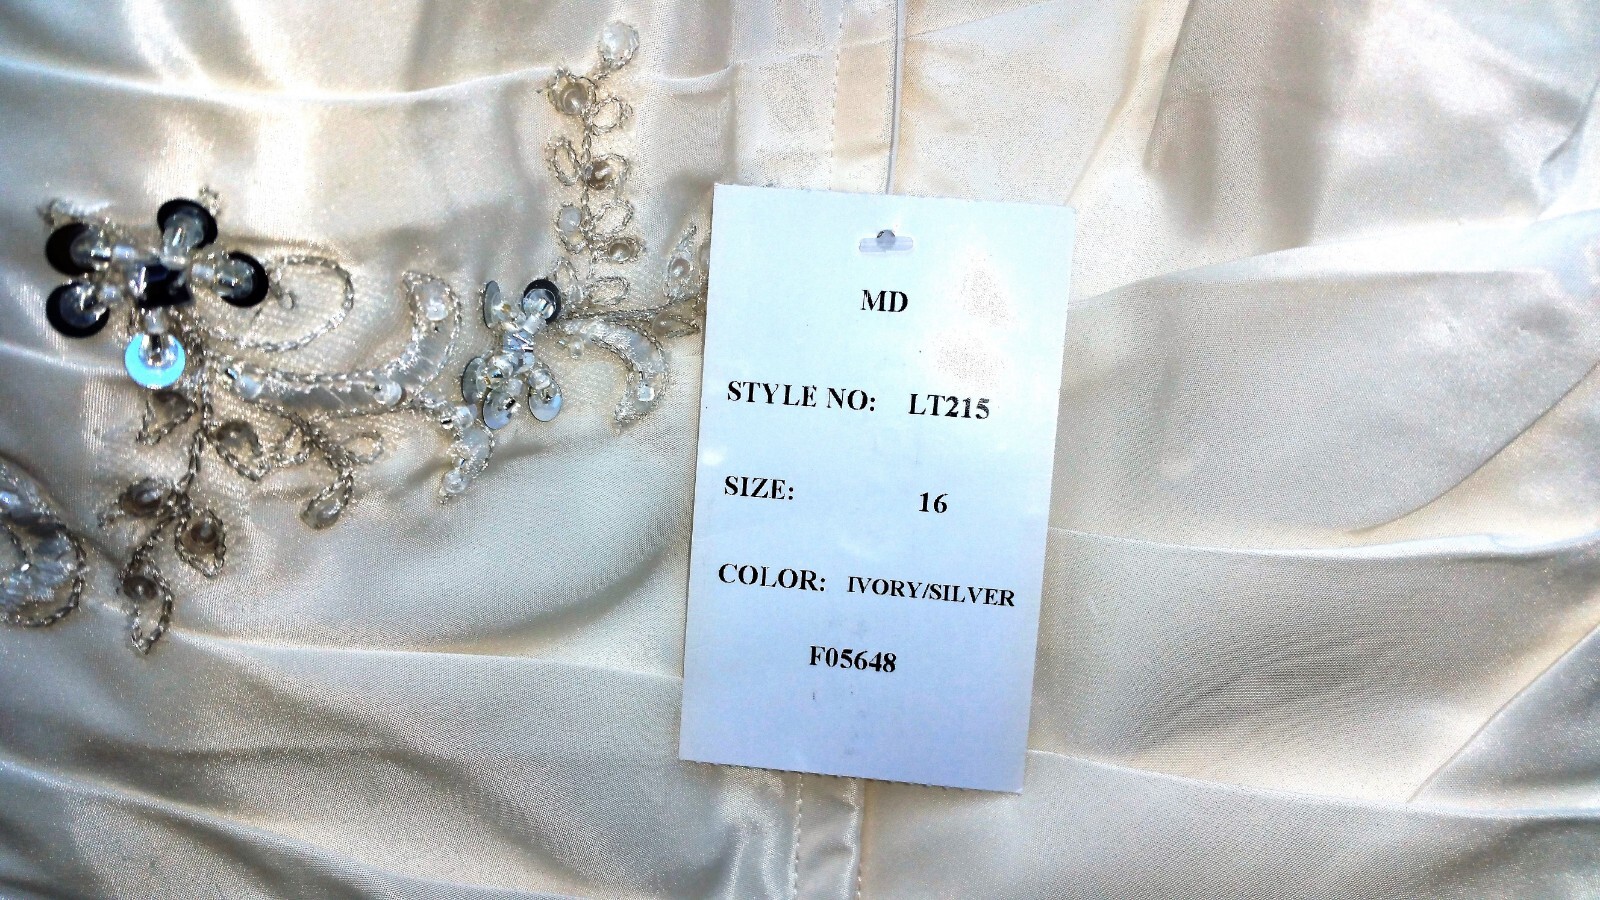 MD
STYLE NO: LT215
SIZE: 16
COLOR: IVORY/SILVER
F05648